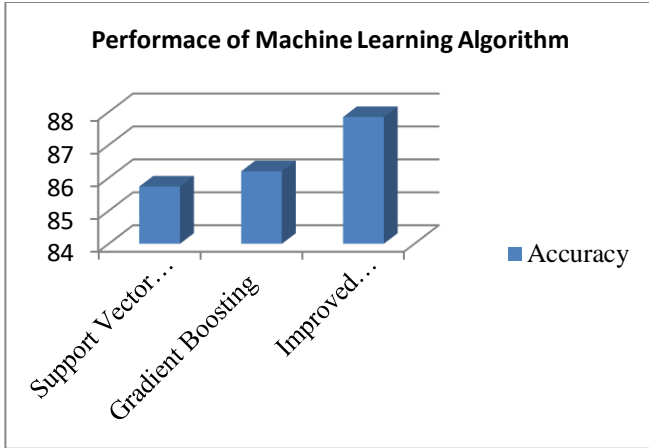 Performace of Machine Learning Algorithm
88
87
86
85
84
Support Vector…
Gradient Boosting
Improved…
Accuracy